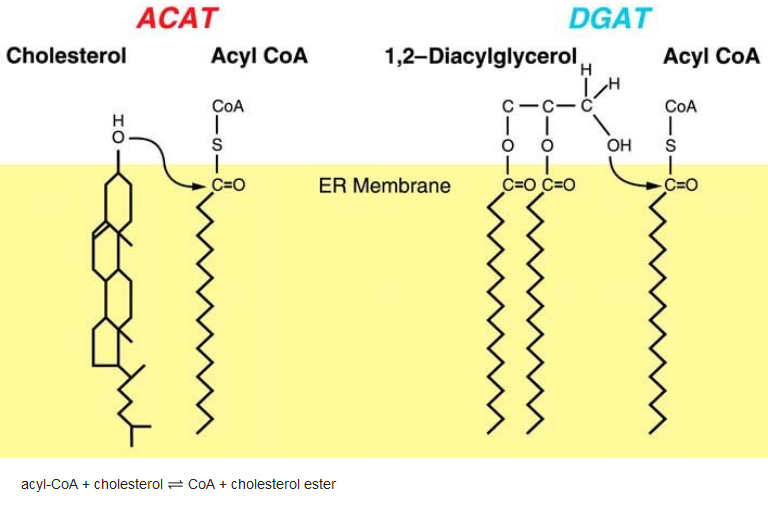 ACAT DGAT
Cholesterol Acyl CoA 1,2–Diacylglycerol Acyl CoA
H
H
CoA C C C CoA
H
O
S O O OH S
C=O ER Membrane C=O C=O C=O
acyl-CoA + cholesterol ⇌ CoA + cholesterol ester